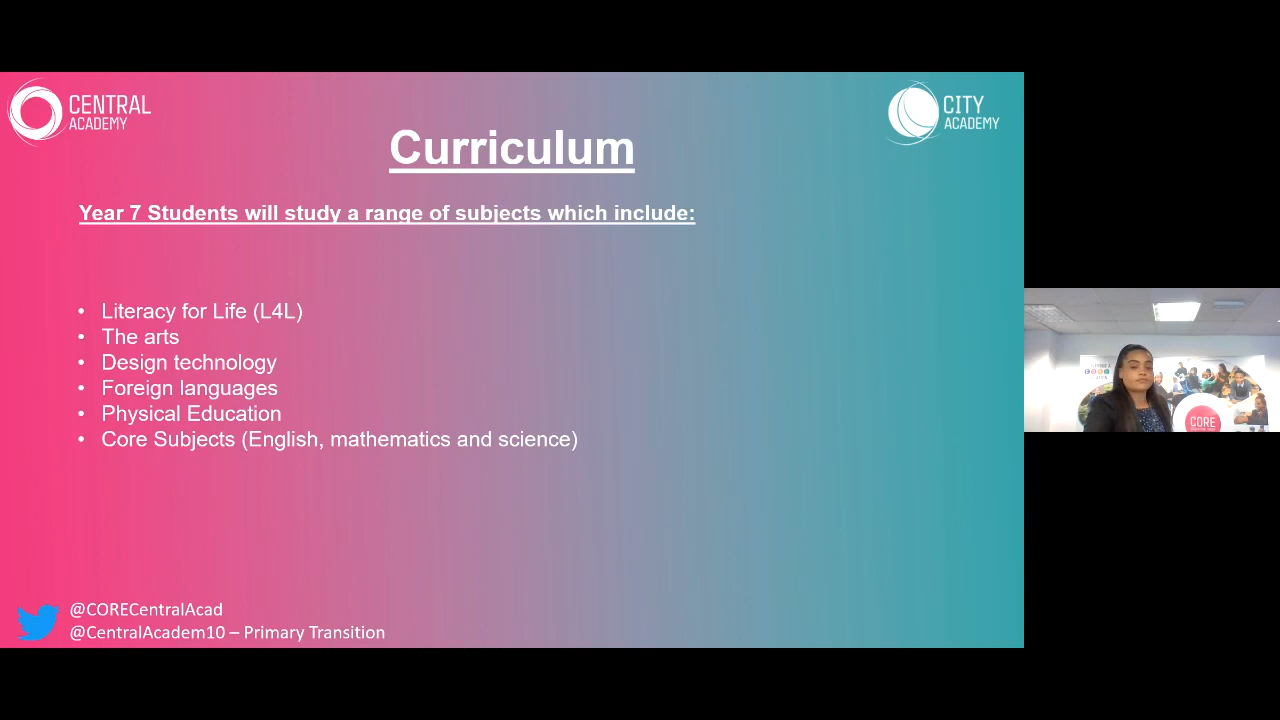 CENTRAL
ACADEMY
CITY
ACADEMY
Curriculum
Year 7 Students will study a range of subjects which include:
• Literacy for Life (L4L)
• The arts
• Design technology
• Foreign languages
• Physical Education
• Core Subjects (English, mathematics and science)
@CORECentralAcad
@CentralAcadem10 – Primary Transition
CORE